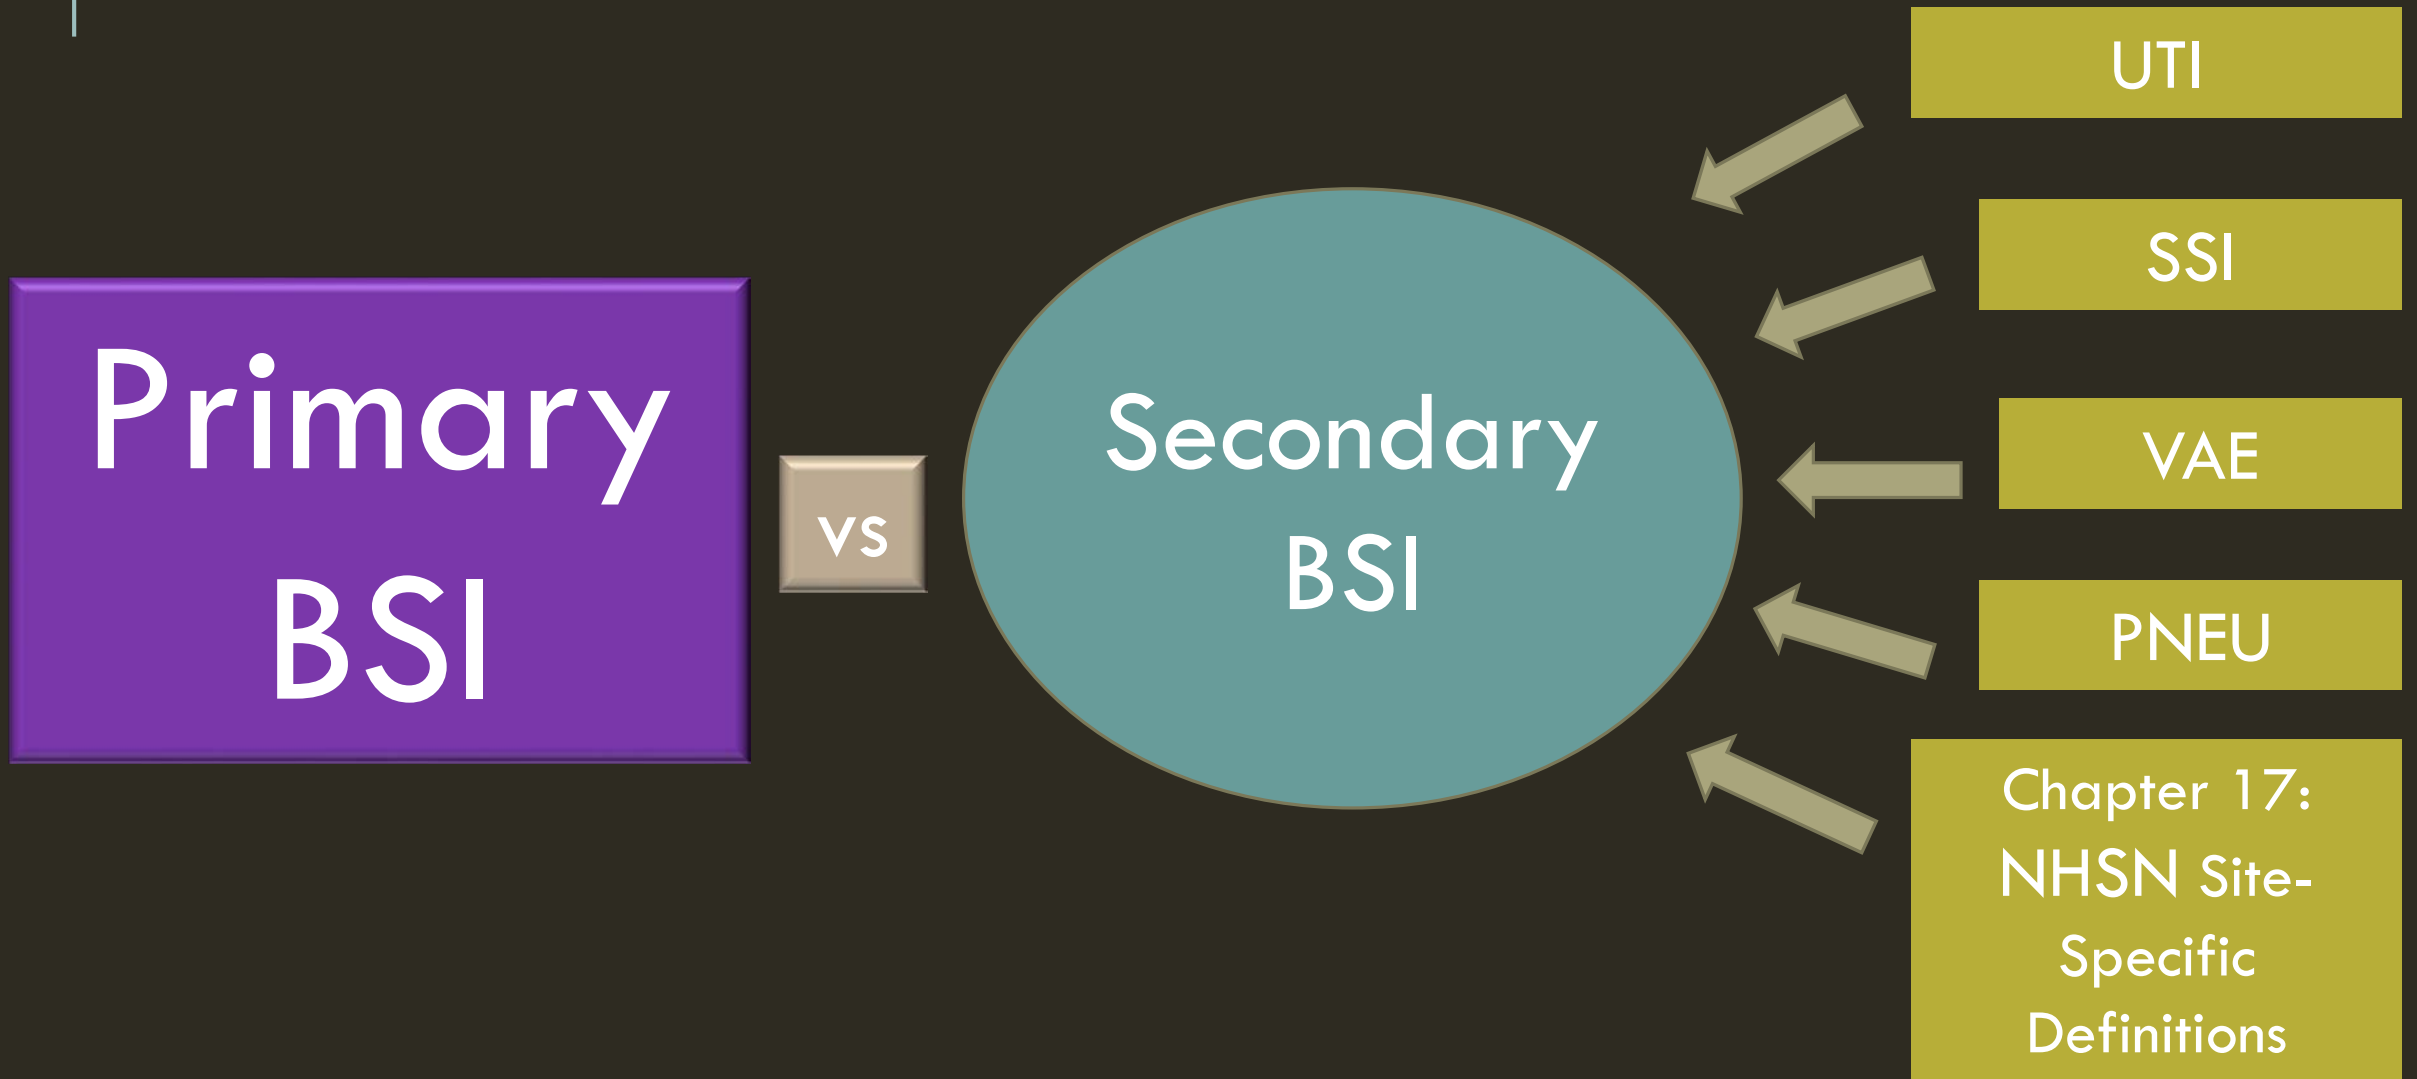 Primary
BSI
vs
Secondary
BSI
UTI
SSI
VAE
PNEU
Chapter 17:
NHSN Site-
Specific
Definitions